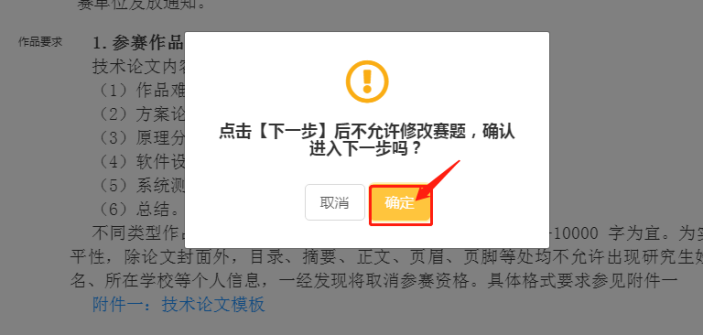 赛单位发放通知。
作品要求
1. 参赛作品
技术论文内容
（1）作品难
（2）方案论
（3）原理分
（4）软件设
（5）系统测
（6）总结。
点击【下一步】后不允许修改赛题，确认
进入下一步吗？
取消 确定
不同类型作 10000 字为宜。为实
平性，除论文封面外，目录、摘要、正文、页眉、页脚等处均不允许出现研究生姓
名、所在学校等个人信息，一经发现将取消参赛资格。具体格式要求参见附件一
附件一：技术论文模板